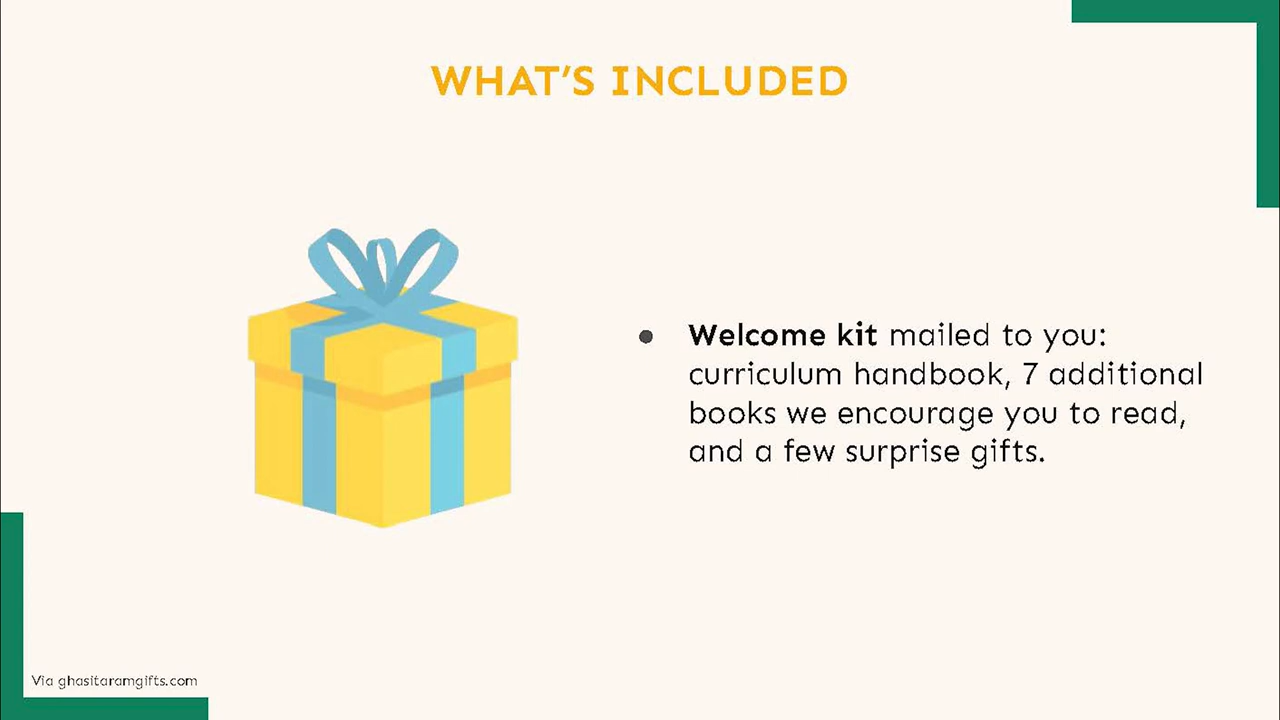 WHAT'S INCLUDED
● Welcome kit mailed to you:
curriculum handbook, 7 additional
books we encourage you to read,
and a few surprise gifts.
Via ghasitaramgifts.com